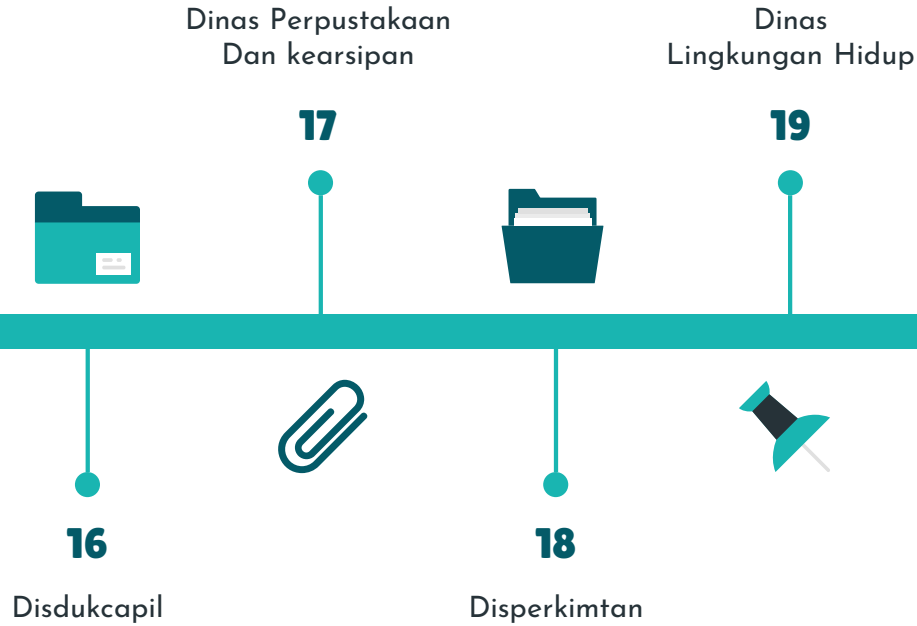 Dinas Perpustakaan
Dan kearsipan
17
Dinas
Lingkungan Hidup
19
16
Disdukcapil
18
Disperkimtan